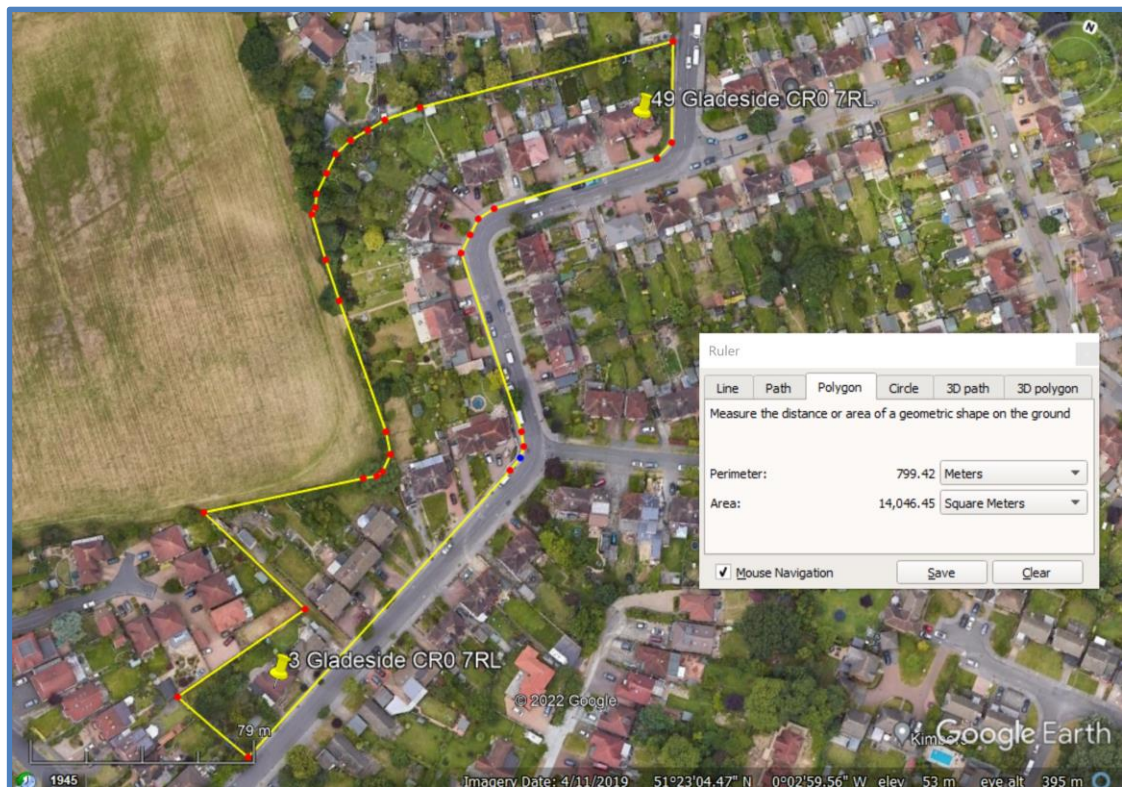 N
49 Gladeside CR0 7RL
Ruler
Line Path Polygon Circle 3D path 3D polygon
Measure the distance or area of a geometric shape on the ground
Perimeter: 799.42 Meters
Area: 14,046.45 Square Meters
Mouse Navigation Save Clear
3 Gladeside CR0 7RL
© 2022 Google
79 m
Google Earth
1945 Imagery Date: 4/11/2019 51°23'04.47" N 0°02'59.56" W elev 53 m eye alt 395 m